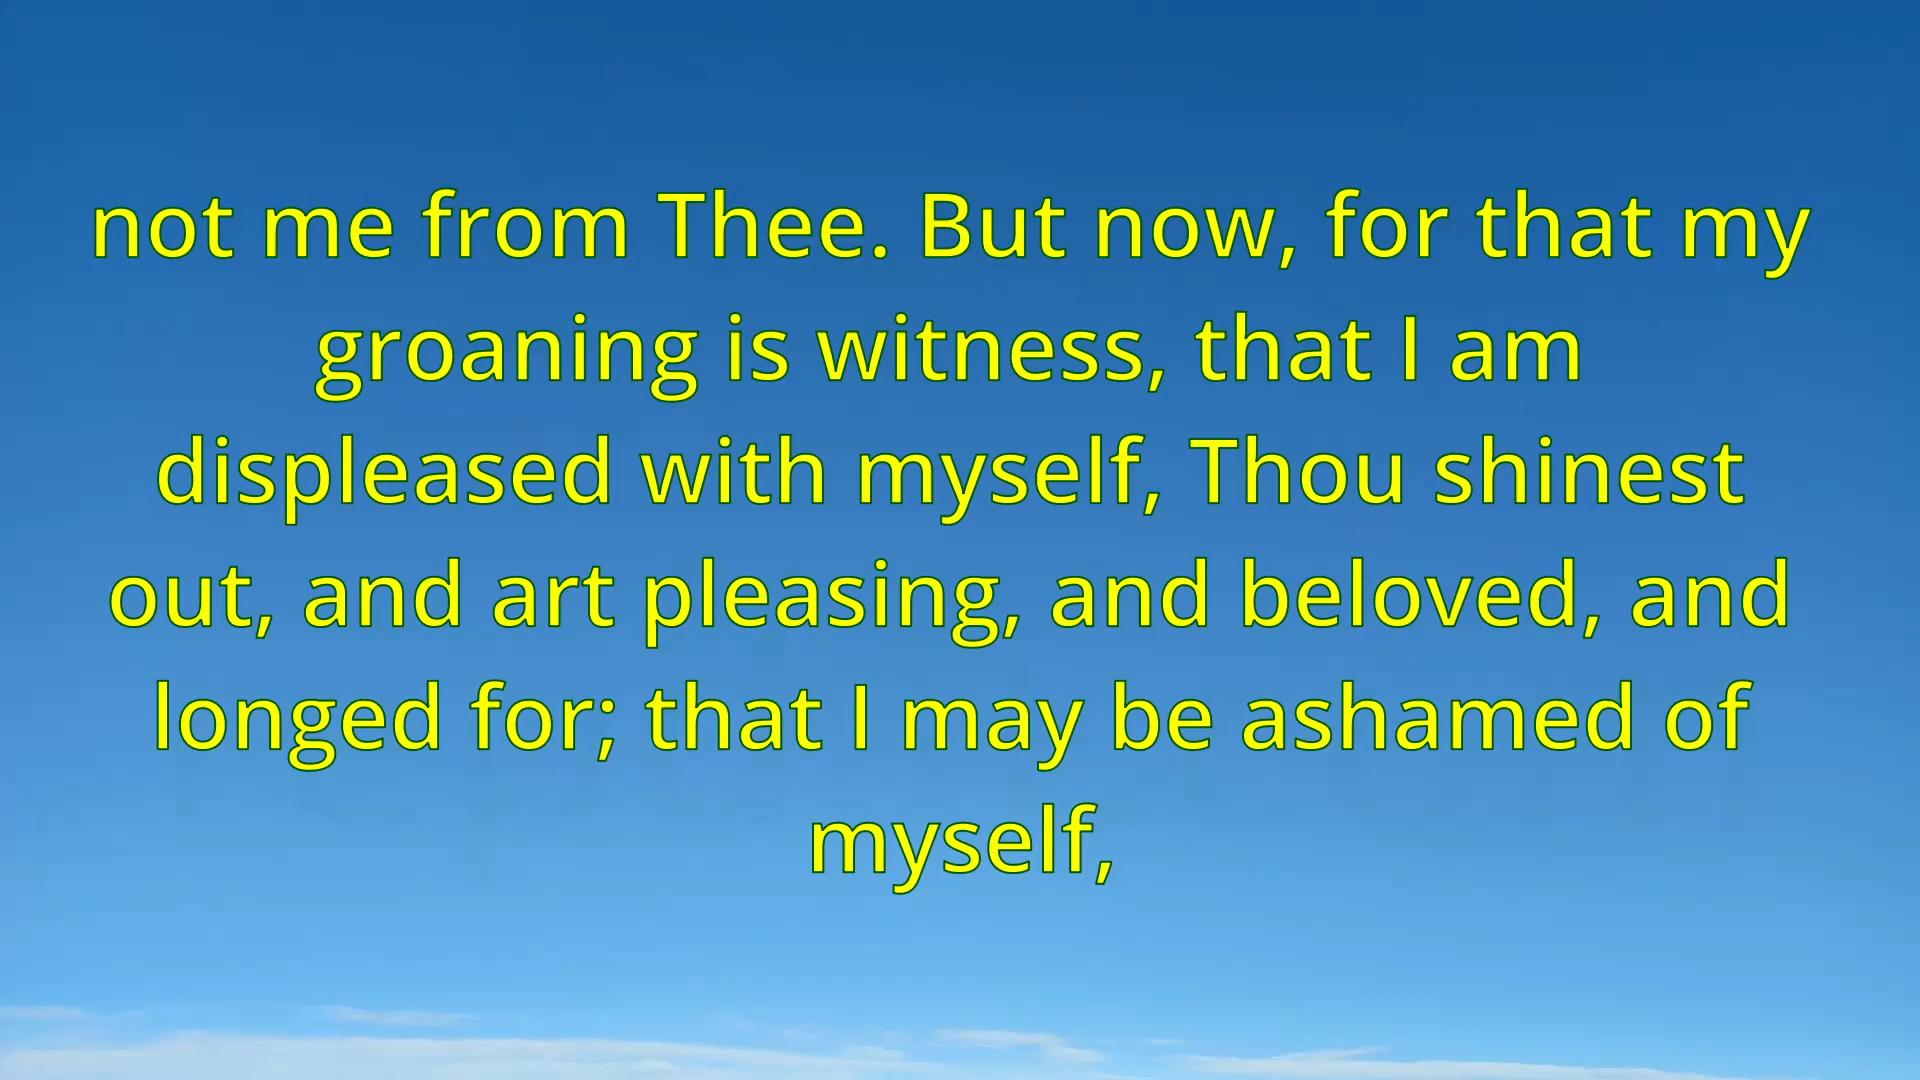 not me from Thee. But now, for that my
groaning is witness, that I am
displeased with myself, Thou shinest
out, and art pleasing, and beloved, and
longed for; that I may be ashamed of
myself,